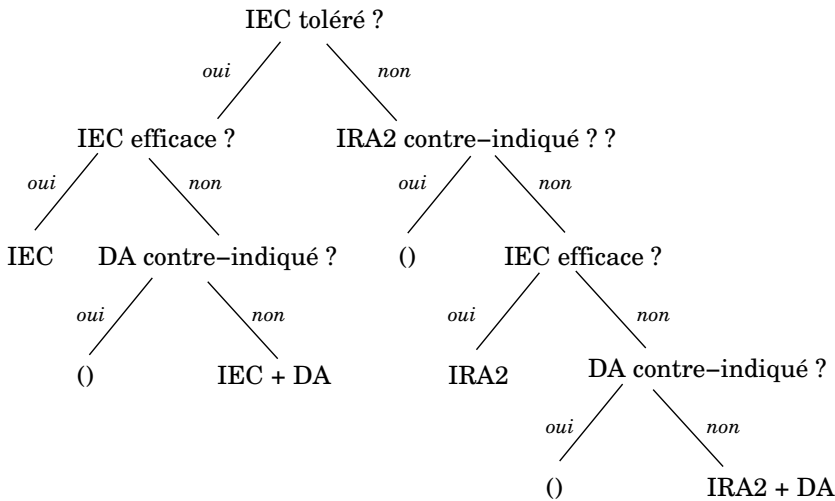 IEC toléré ?
oui
non
IEC efficace ?
IRA2 contre−indiqué ? ?
oui
non
oui
non
IEC
DA contre−indiqué ?
()
IEC efficace ?
oui
non
oui
non
()
IEC + DA
IRA2
DA contre−indiqué ?
oui
non
()
IRA2 + DA